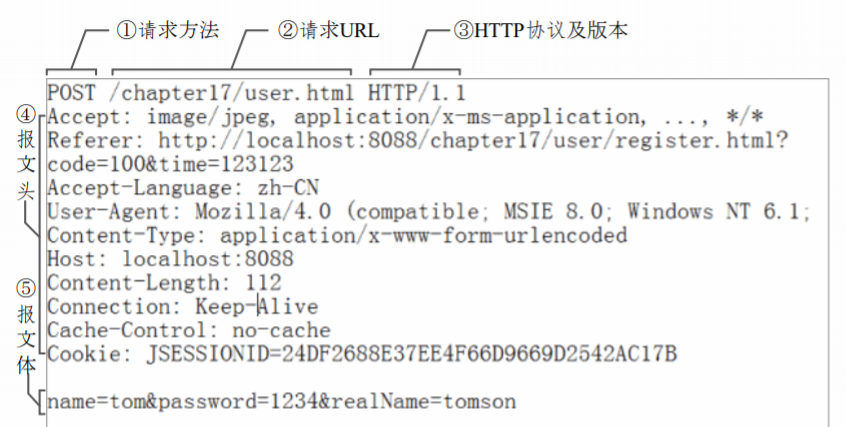 ①请求方法 ②请求URL ③HTTP协议及版本
POST /chapter17/user.html HTTP/1.1
④报文头
Accept: image/jpeg, application/x-ms-application, ..., */*
Referer: http://localhost:8088/chapter17/user/register.html?
code=100&time=123123
Accept-Language: zh-CN
User-Agent: Mozilla/4.0 (compatible; MSIE 8.0; Windows NT 6.1;
Content-Type: application/x-www-form-urlencoded
Host: localhost:8088
Content-Length: 112
Connection: Keep-Alive
Cache-Control: no-cache
Cookie: JSESSIONID=24DF2688E37EE4F66D9669D2542AC17B
⑤报文体
name=tom&password=1234&realName=tomson